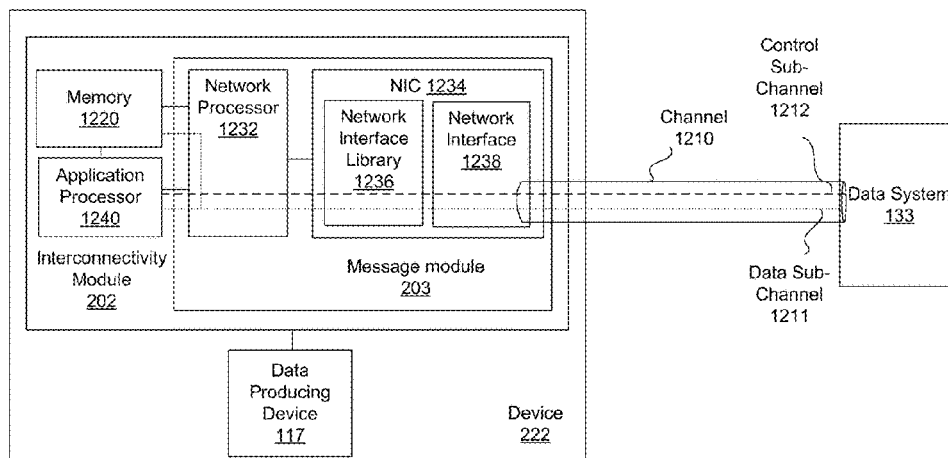 Memory
1220
Application
Processor
1240
Interconnectivity
Module
202
Network
Processor
1232
NIC 1234
Network
Interface
Library
1236
Network
Interface
1238
Message module
203
Data
Producing
Device
117
Device
222
Channel
1210
Control
Sub-
Channel
1212
Data System
133
Data Sub-
Channel
1211